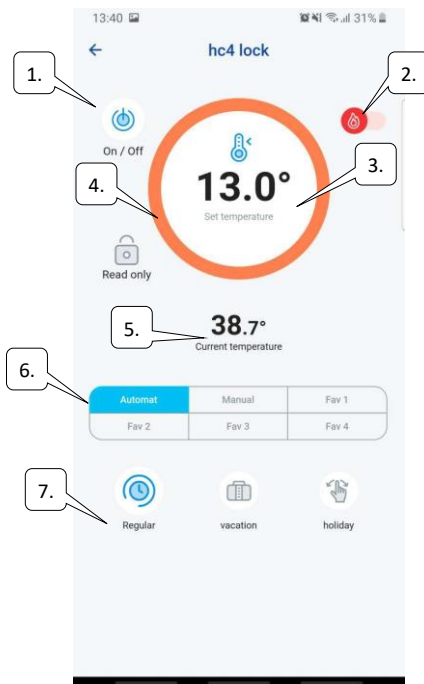 13:40 31%
hc4 lock
1.
2.
On / Off
3.
4.
13.0°
Set temperature
Read only
5.
38.7°
Current temperature
6.
Automat Manual Fav 1
Fav 2 Fav 3 Fav 4
7.
Regular vacation holiday